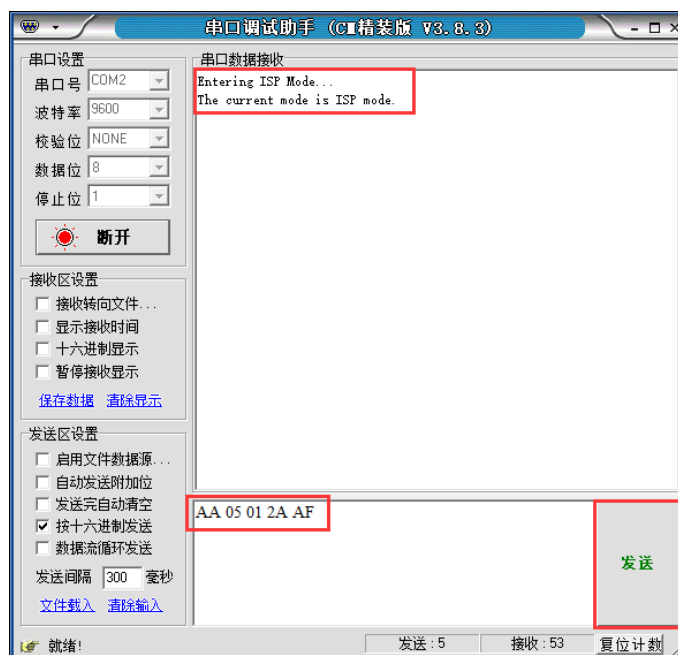 串口调试助手（CM精装版 V3.8.3）
串口设置
串口号 COM2
波特率 9600
校验位 NONE
数据位 8
停止位 1
断开
接收区设置
接收转向文件...
显示接收时间
十六进制显示
暂停接收显示
保存数据 清除显示
发送区设置
启用文件数据源...
自动发送附加位
发送完自动清空
按十六进制发送
数据流循环发送
发送间隔 300 毫秒
文件载入 清除输入
串口数据接收
Entering ISP Mode...
The current mode is ISP mode.
AA 05 01 2A AF
发送
就绪!
发送:5
接收:53
复位计数